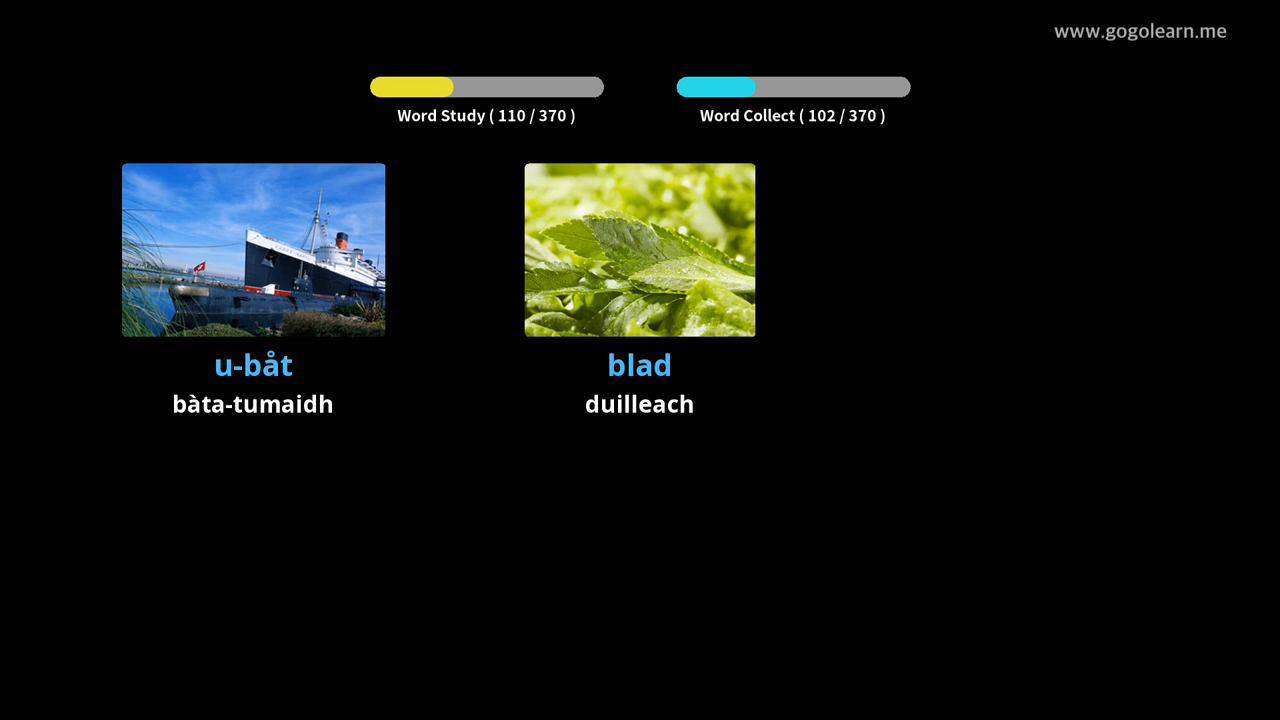 www.gogolearn.me
Word Study ( 110 / 370 )
Word Collect ( 102 / 370 )
u-båt
blad
bàta-tumaidh
duilleach